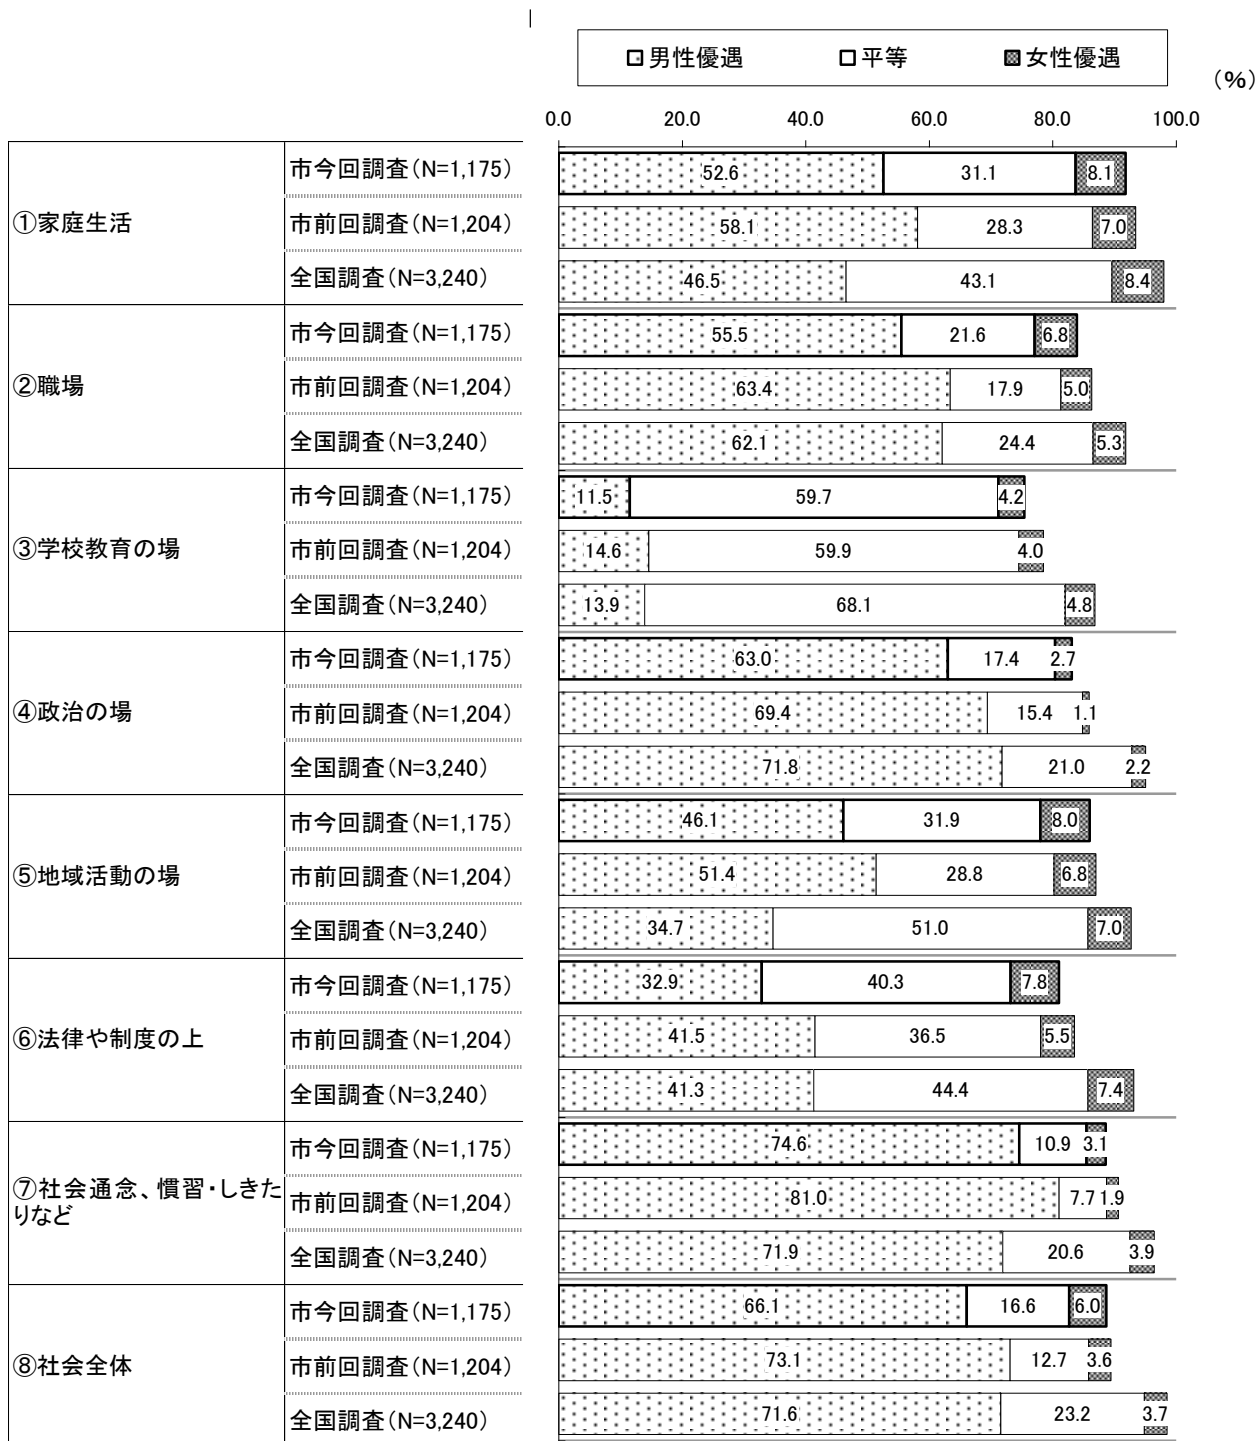 男性優遇 平等 女性優遇
(%)
0.0 20.0 40.0 60.0 80.0 100.0
①家庭生活
市今回調査(N=1,175) 52.6 31.1 8.1
市前回調査(N=1,204) 58.1 28.3 7.0
全国調査(N=3,240) 46.5 43.1 8.4
②職場
市今回調査(N=1,175) 55.5 21.6 6.8
市前回調査(N=1,204) 63.4 17.9 5.0
全国調査(N=3,240) 62.1 24.4 5.3
③学校教育の場
市今回調査(N=1,175) 11.5 59.7 4.2
市前回調査(N=1,204) 14.6 59.9 4.0
全国調査(N=3,240) 13.9 68.1 4.8
④政治の場
市今回調査(N=1,175) 63.0 17.4 2.7
市前回調査(N=1,204) 69.4 15.4 1.1
全国調査(N=3,240) 71.8 21.0 2.2
⑤地域活動の場
市今回調査(N=1,175) 46.1 31.9 8.0
市前回調査(N=1,204) 51.4 28.8 6.8
全国調査(N=3,240) 34.7 51.0 7.0
⑥法律や制度の上
市今回調査(N=1,175) 32.9 40.3 7.8
市前回調査(N=1,204) 41.5 36.5 5.5
全国調査(N=3,240) 41.3 44.4 7.4
⑦社会通念、慣習・しきた
りなど
市今回調査(N=1,175) 74.6 10.9 3.1
市前回調査(N=1,204) 81.0 7.7 1.9
全国調査(N=3,240) 71.9 20.6 3.9
⑧社会全体
市今回調査(N=1,175) 66.1 16.6 6.0
市前回調査(N=1,204) 73.1 12.7 3.6
全国調査(N=3,240) 71.6 23.2 3.7